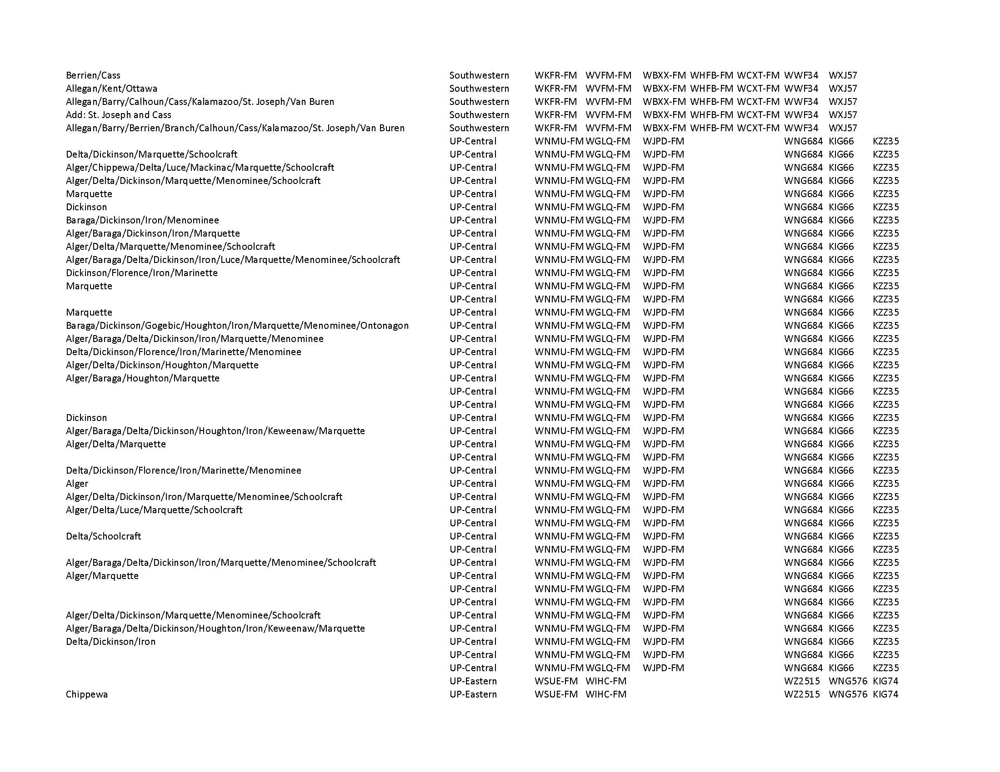 Berrien/Cass Southwestern WKFR-FM WVFM-FM WBXX-FM WHFB-FM WCXT-FM WWF34 WXJ57
Allegan/Kent/Ottawa Southwestern WKFR-FM WVFM-FM WBXX-FM WHFB-FM WCXT-FM WWF34 WXJ57
Allegan/Barry/Calhoun/Cass/Kalamazoo/St. Joseph/Van Buren Southwestern WKFR-FM WVFM-FM WBXX-FM WHFB-FM WCXT-FM WWF34 WXJ57
Add: St. Joseph and Cass Southwestern WKFR-FM WVFM-FM WBXX-FM WHFB-FM WCXT-FM WWF34 WXJ57
Allegan/Barry/Berrien/Branch/Calhoun/Cass/Kalamazoo/St. Joseph/Van Buren Southwestern WKFR-FM WVFM-FM WBXX-FM WHFB-FM WCXT-FM WWF34 WXJ57
UP-Central WNMU-FM WGLQ-FM WJPD-FM WNG684 KIG66 KZZ35
Delta/Dickinson/Marquette/Schoolcraft UP-Central WNMU-FM WGLQ-FM WJPD-FM WNG684 KIG66 KZZ35
Alger/Chippewa/Delta/Luce/Mackinac/Marquette/Schoolcraft UP-Central WNMU-FM WGLQ-FM WJPD-FM WNG684 KIG66 KZZ35
Alger/Delta/Dickinson/Marquette/Menominee/Schoolcraft UP-Central WNMU-FM WGLQ-FM WJPD-FM WNG684 KIG66 KZZ35
Marquette UP-Central WNMU-FM WGLQ-FM WJPD-FM WNG684 KIG66 KZZ35
Dickinson UP-Central WNMU-FM WGLQ-FM WJPD-FM WNG684 KIG66 KZZ35
Baraga/Dickinson/Iron/Menominee UP-Central WNMU-FM WGLQ-FM WJPD-FM WNG684 KIG66 KZZ35
Alger/Baraga/Dickinson/Iron/Marquette UP-Central WNMU-FM WGLQ-FM WJPD-FM WNG684 KIG66 KZZ35
Alger/Delta/Marquette/Menominee/Schoolcraft UP-Central WNMU-FM WGLQ-FM WJPD-FM WNG684 KIG66 KZZ35
Alger/Baraga/Delta/Dickinson/Iron/Luce/Marquette/Menominee/Schoolcraft UP-Central WNMU-FM WGLQ-FM WJPD-FM WNG684 KIG66 KZZ35
Dickinson/Florence/Iron/Marinette UP-Central WNMU-FM WGLQ-FM WJPD-FM WNG684 KIG66 KZZ35
Marquette UP-Central WNMU-FM WGLQ-FM WJPD-FM WNG684 KIG66 KZZ35
UP-Central WNMU-FM WGLQ-FM WJPD-FM WNG684 KIG66 KZZ35
Marquette UP-Central WNMU-FM WGLQ-FM WJPD-FM WNG684 KIG66 KZZ35
Baraga/Dickinson/Gogebic/Houghton/Iron/Marquette/Menominee/Ontonagon UP-Central WNMU-FM WGLQ-FM WJPD-FM WNG684 KIG66 KZZ35
Alger/Baraga/Delta/Dickinson/Iron/Marquette/Menominee UP-Central WNMU-FM WGLQ-FM WJPD-FM WNG684 KIG66 KZZ35
Delta/Dickinson/Florence/Iron/Marinette/Menominee UP-Central WNMU-FM WGLQ-FM WJPD-FM WNG684 KIG66 KZZ35
Alger/Delta/Dickinson/Houghton/Marquette UP-Central WNMU-FM WGLQ-FM WJPD-FM WNG684 KIG66 KZZ35
Alger/Baraga/Houghton/Marquette UP-Central WNMU-FM WGLQ-FM WJPD-FM WNG684 KIG66 KZZ35
UP-Central WNMU-FM WGLQ-FM WJPD-FM WNG684 KIG66 KZZ35
UP-Central WNMU-FM WGLQ-FM WJPD-FM WNG684 KIG66 KZZ35
Dickinson UP-Central WNMU-FM WGLQ-FM WJPD-FM WNG684 KIG66 KZZ35
Alger/Baraga/Delta/Dickinson/Houghton/Iron/Keweenaw/Marquette UP-Central WNMU-FM WGLQ-FM WJPD-FM WNG684 KIG66 KZZ35
Alger/Delta/Marquette UP-Central WNMU-FM WGLQ-FM WJPD-FM WNG684 KIG66 KZZ35
UP-Central WNMU-FM WGLQ-FM WJPD-FM WNG684 KIG66 KZZ35
Delta/Dickinson/Florence/Iron/Marinette/Menominee UP-Central WNMU-FM WGLQ-FM WJPD-FM WNG684 KIG66 KZZ35
Alger UP-Central WNMU-FM WGLQ-FM WJPD-FM WNG684 KIG66 KZZ35
Alger/Delta/Dickinson/Iron/Marquette/Menominee/Schoolcraft UP-Central WNMU-FM WGLQ-FM WJPD-FM WNG684 KIG66 KZZ35
Alger/Delta/Luce/Marquette/Schoolcraft UP-Central WNMU-FM WGLQ-FM WJPD-FM WNG684 KIG66 KZZ35
UP-Central WNMU-FM WGLQ-FM WJPD-FM WNG684 KIG66 KZZ35
Delta/Schoolcraft UP-Central WNMU-FM WGLQ-FM WJPD-FM WNG684 KIG66 KZZ35
UP-Central WNMU-FM WGLQ-FM WJPD-FM WNG684 KIG66 KZZ35
Alger/Baraga/Delta/Dickinson/Iron/Marquette/Menominee/Schoolcraft UP-Central WNMU-FM WGLQ-FM WJPD-FM WNG684 KIG66 KZZ35
Alger/Marquette UP-Central WNMU-FM WGLQ-FM WJPD-FM WNG684 KIG66 KZZ35
UP-Central WNMU-FM WGLQ-FM WJPD-FM WNG684 KIG66 KZZ35
UP-Central WNMU-FM WGLQ-FM WJPD-FM WNG684 KIG66 KZZ35
Alger/Delta/Dickinson/Marquette/Menominee/Schoolcraft UP-Central WNMU-FM WGLQ-FM WJPD-FM WNG684 KIG66 KZZ35
Alger/Baraga/Delta/Dickinson/Houghton/Iron/Keweenaw/Marquette UP-Central WNMU-FM WGLQ-FM WJPD-FM WNG684 KIG66 KZZ35
Delta/Dickinson/Iron UP-Central WNMU-FM WGLQ-FM WJPD-FM WNG684 KIG66 KZZ35
UP-Central WNMU-FM WGLQ-FM WJPD-FM WNG684 KIG66 KZZ35
UP-Central WNMU-FM WGLQ-FM WJPD-FM WNG684 KIG66 KZZ35
UP-Eastern WSUE-FM WIHC-FM WZ2515 WNG576 KIG74
Chippewa UP-Eastern WSUE-FM WIHC-FM WZ2515 WNG576 KIG74